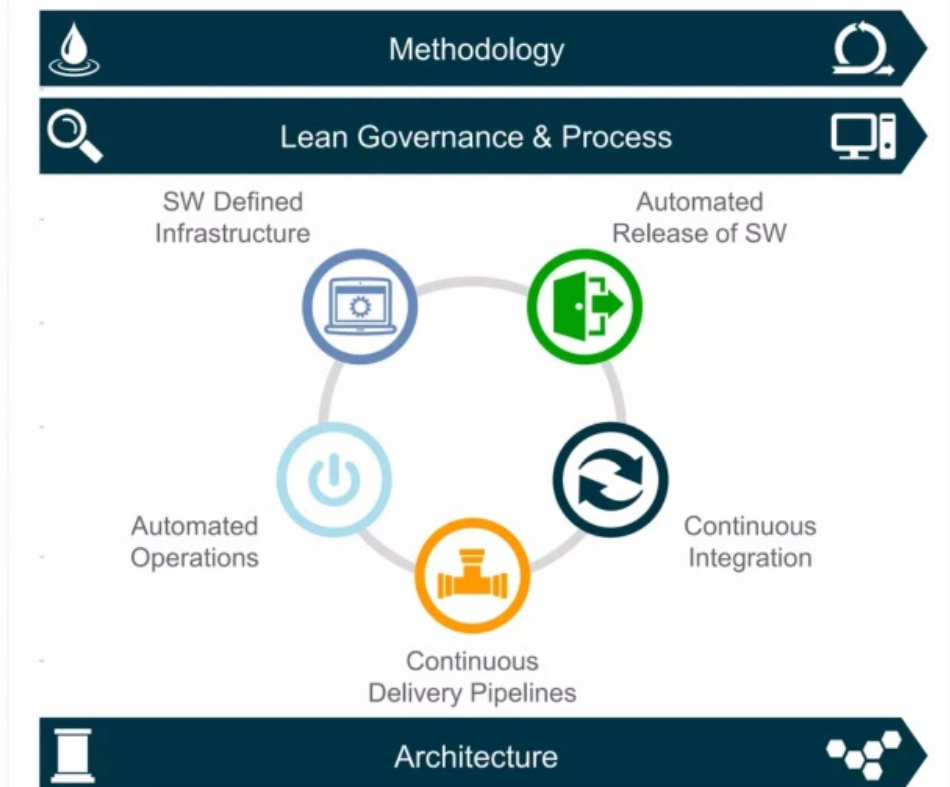 Methodology
Lean Governance & Process
SW Defined
Infrastructure
Automated
Release of SW
Automated
Operations
Continuous
Integration
Continuous
Delivery Pipelines
Architecture